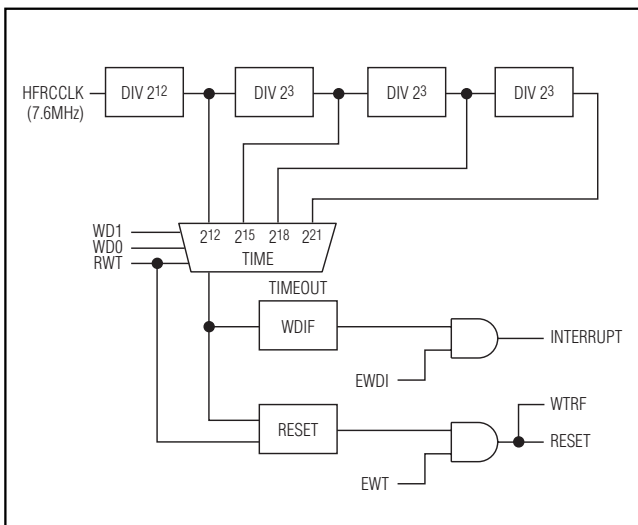 HFRCCLK
(7.6MHz)
DIV 2¹²
DIV 2³
DIV 2³
DIV 2³
2¹² 2¹⁵ 2¹⁸ 2²¹
TIME
WD1
WD0
RWT
TIMEOUT
WDIF
INTERRUPT
EWDI
WTRF
RESET
RESET
EWT